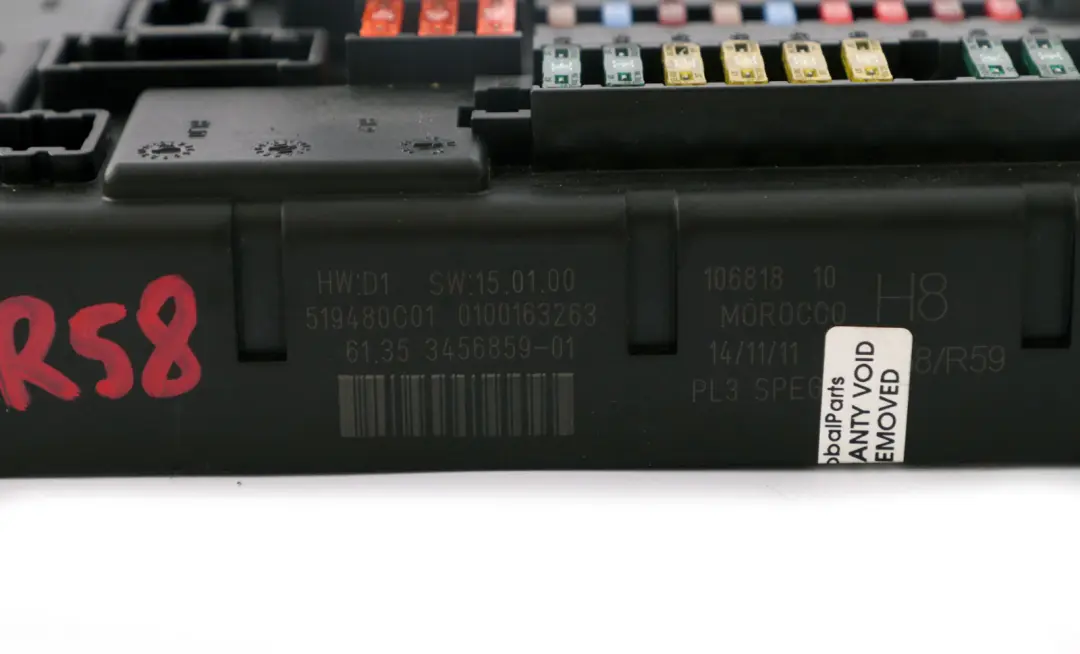 R58
HW:D1 SW:15.01.00
519480C01 0100163263
61.35 3456859-01
106818 10
MOROCCO
14/11/11
PL3 SPEG
H8
8/R59
obalParts
ANTY VOID
EMOVED